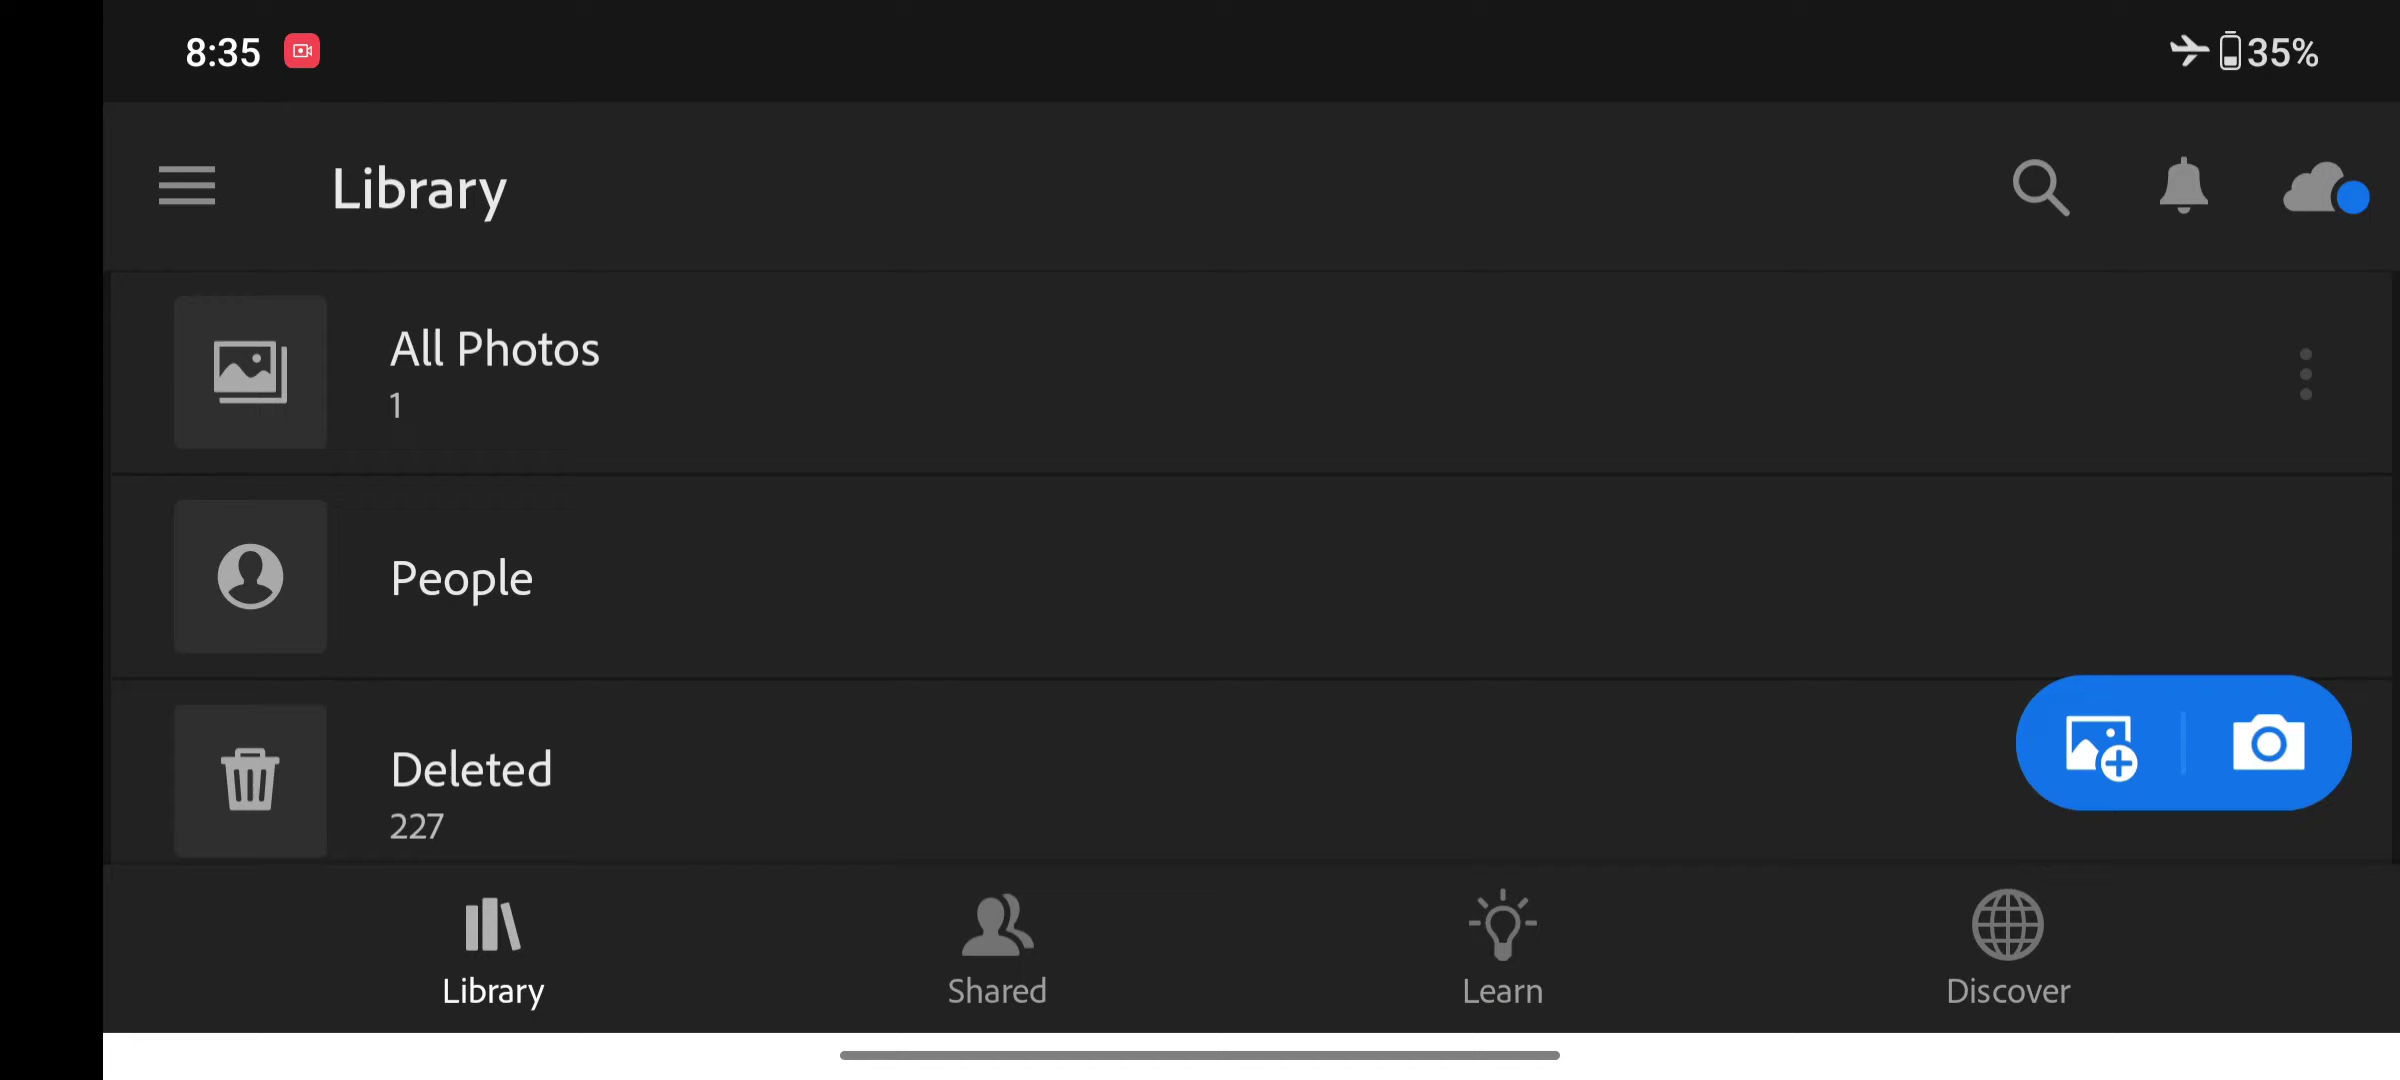 8:35
35%
Library
All Photos
1
People
Deleted
227
Library
Shared
Learn
Discover